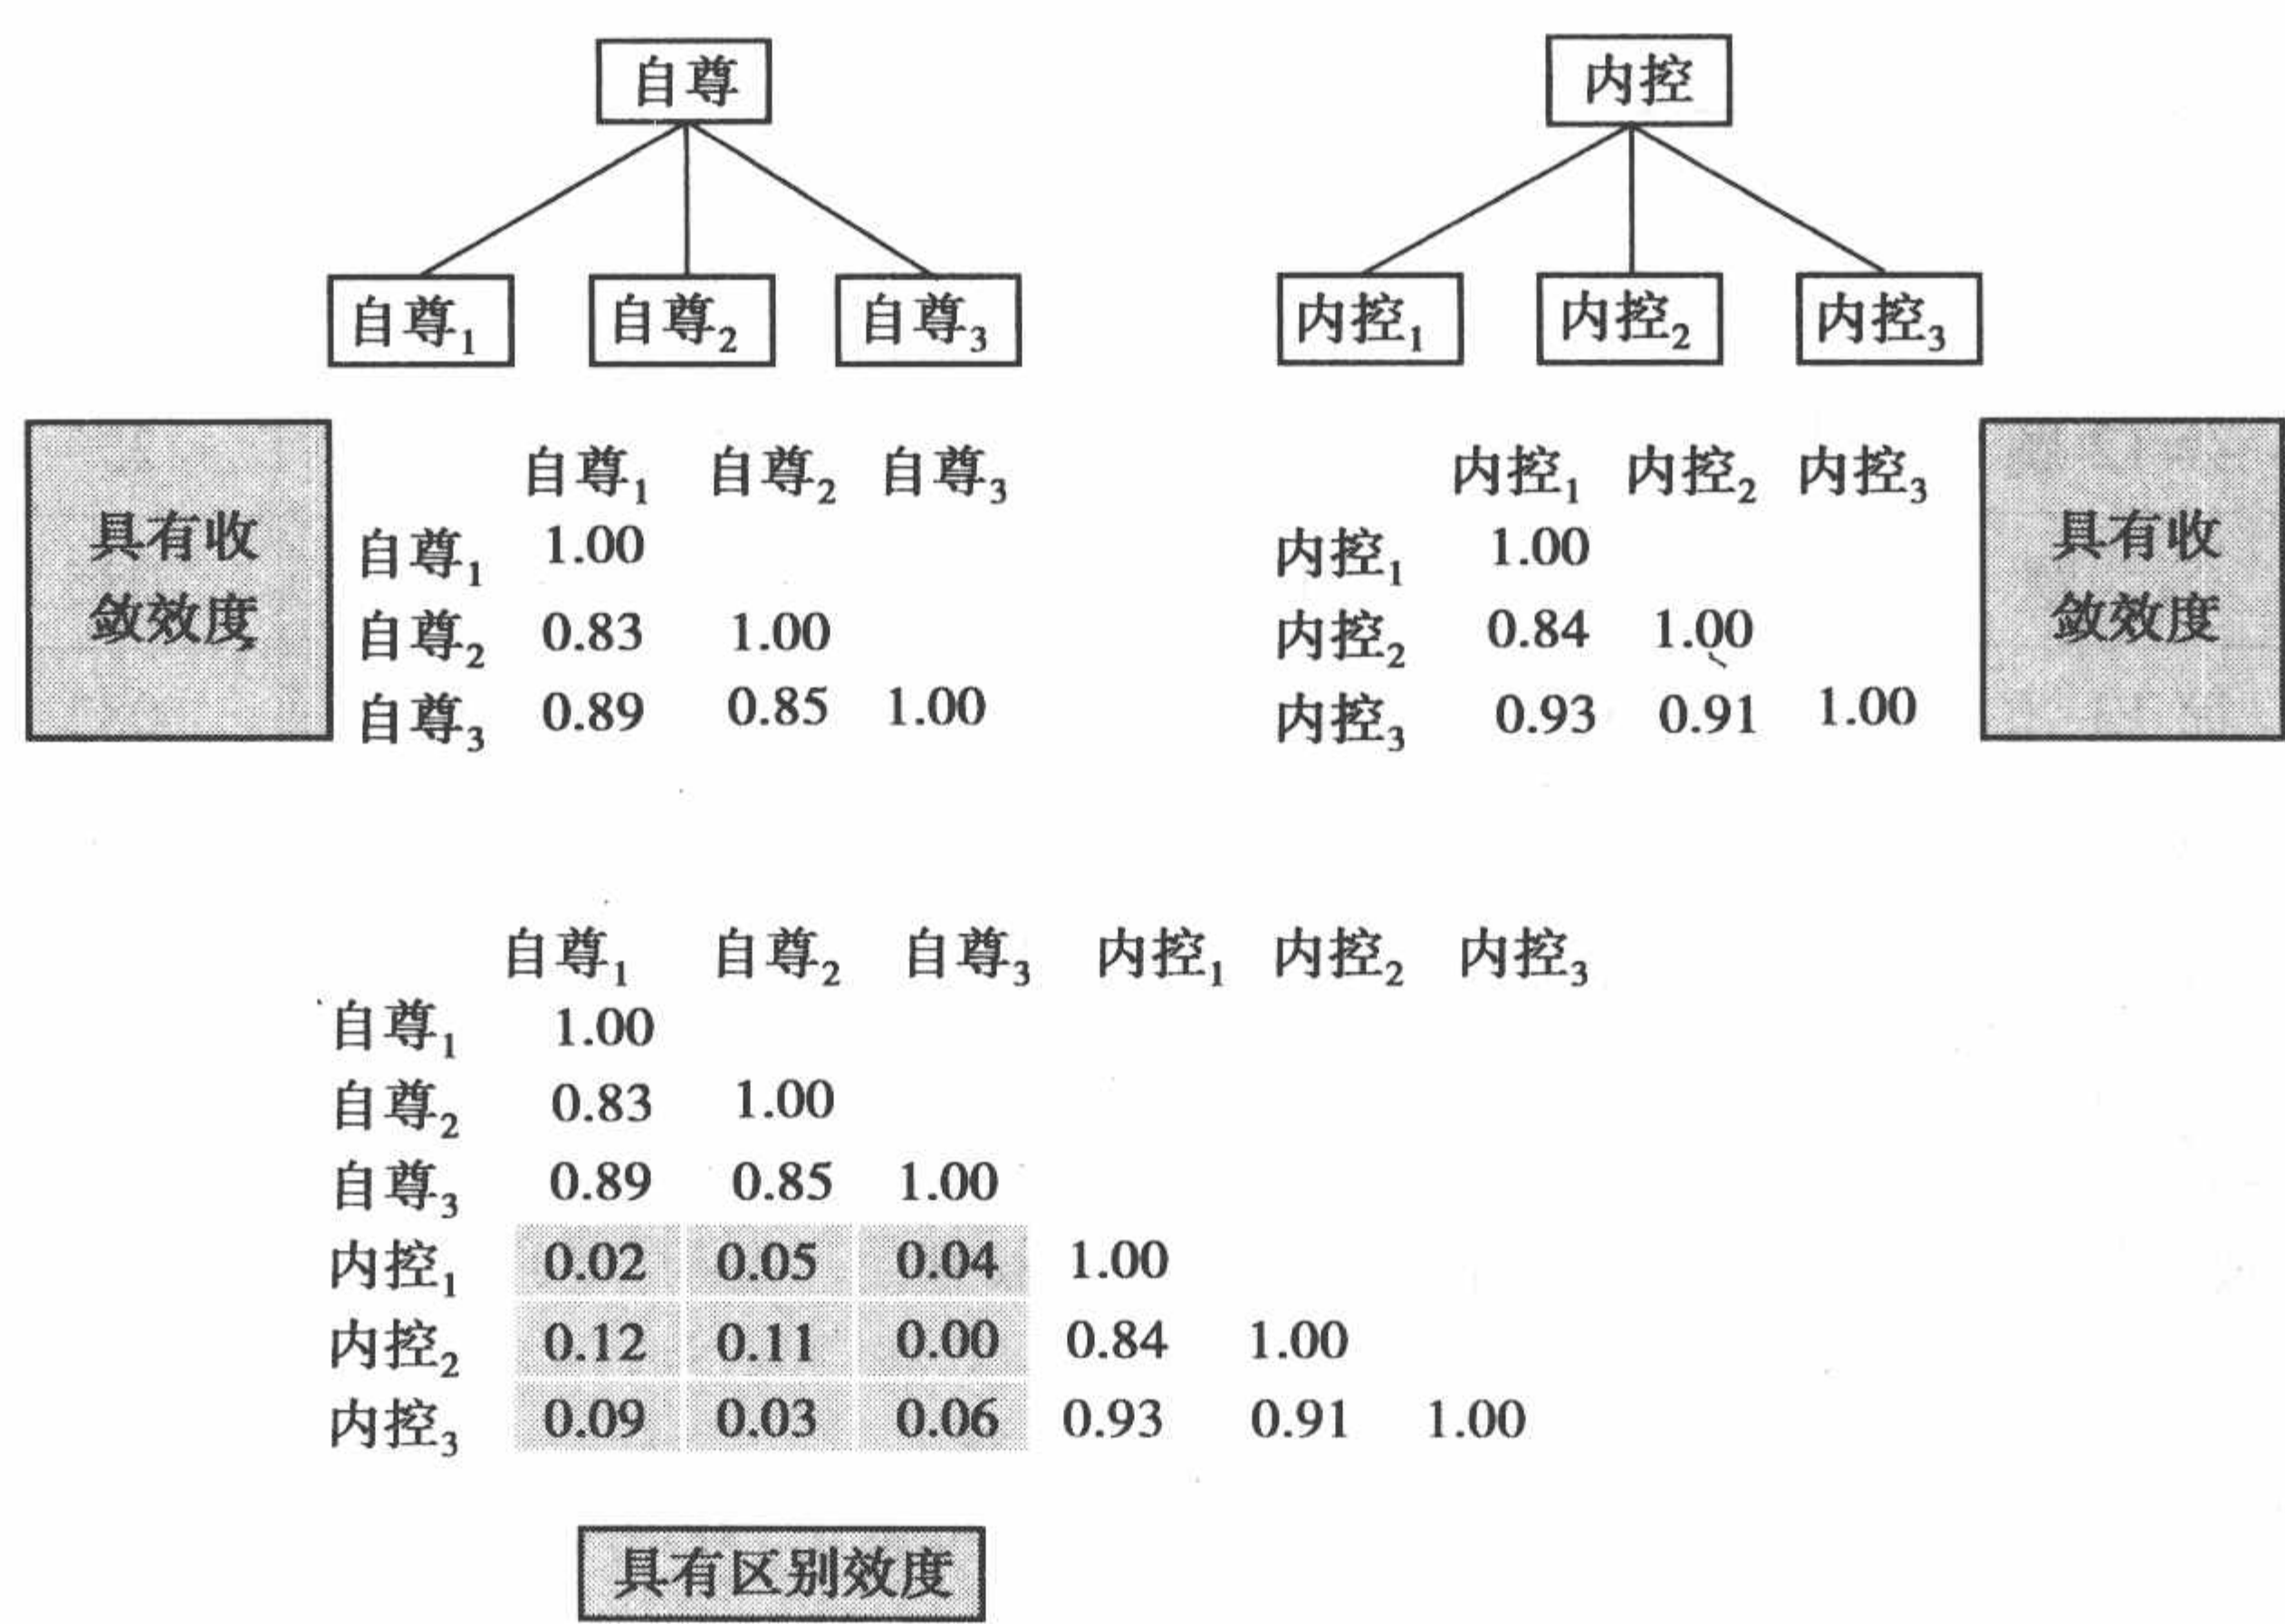 自尊 内控
自尊1 自尊2 自尊3 内控1 内控2 内控3
具有收
敛效度
自尊1 自尊2 自尊3
自尊1 1.00
自尊2 0.83 1.00
自尊3 0.89 0.85 1.00
内控1 内控2 内控3
内控1 1.00
内控2 0.84 1.00
内控3 0.93 0.91 1.00
具有收
敛效度
自尊1 自尊2 自尊3 内控1 内控2 内控3
自尊1 1.00
自尊2 0.83 1.00
自尊3 0.89 0.85 1.00
内控1 0.02 0.05 0.04 1.00
内控2 0.12 0.11 0.00 0.84 1.00
内控3 0.09 0.03 0.06 0.93 0.91 1.00
具有区别效度